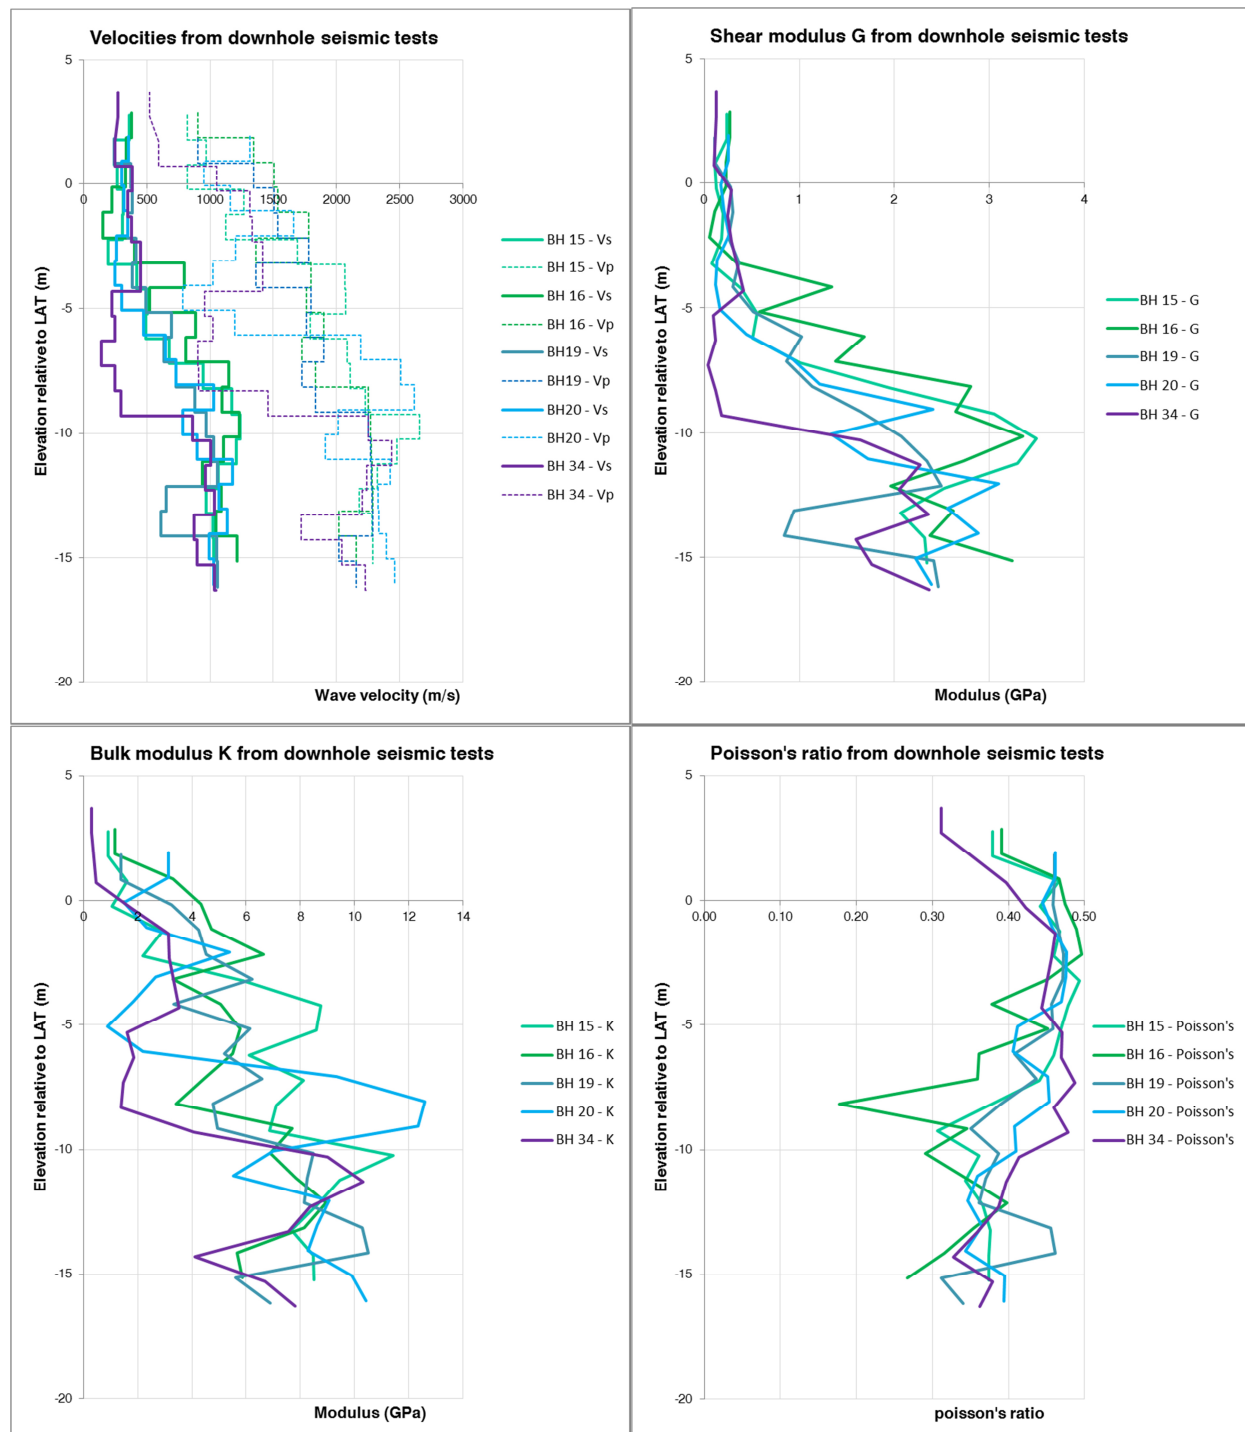 Velocities from downhole seismic tests
5
0
500
1000
1500
2000
2500
3000
-5
-10
-15
-20
Elevation relative to LAT (m)
Wave velocity (m/s)
BH 15 - Vs
BH 15 - Vp
BH 16 - Vs
BH 16 - Vp
BH19 - Vs
BH19 - Vp
BH20 - Vs
BH20 - Vp
BH 34 - Vs
BH 34 - Vp
Shear modulus G from downhole seismic tests
5
0
0
1
2
3
4
-5
-10
-15
-20
Elevation relative to LAT (m)
Modulus (GPa)
BH 15 - G
BH 16 - G
BH 19 - G
BH 20 - G
BH 34 - G
Bulk modulus K from downhole seismic tests
5
0
0
2
4
6
8
10
12
14
-5
-10
-15
-20
Elevation relative to LAT (m)
Modulus (GPa)
BH 15 - K
BH 16 - K
BH 19 - K
BH 20 - K
BH 34 - K
Poisson's ratio from downhole seismic tests
5
0
0.00
0.10
0.20
0.30
0.40
0.50
-5
-10
-15
-20
Elevation relative to LAT (m)
poisson's ratio
BH 15 - Poisson's
BH 16 - Poisson's
BH 19 - Poisson's
BH 20 - Poisson's
BH 34 - Poisson's